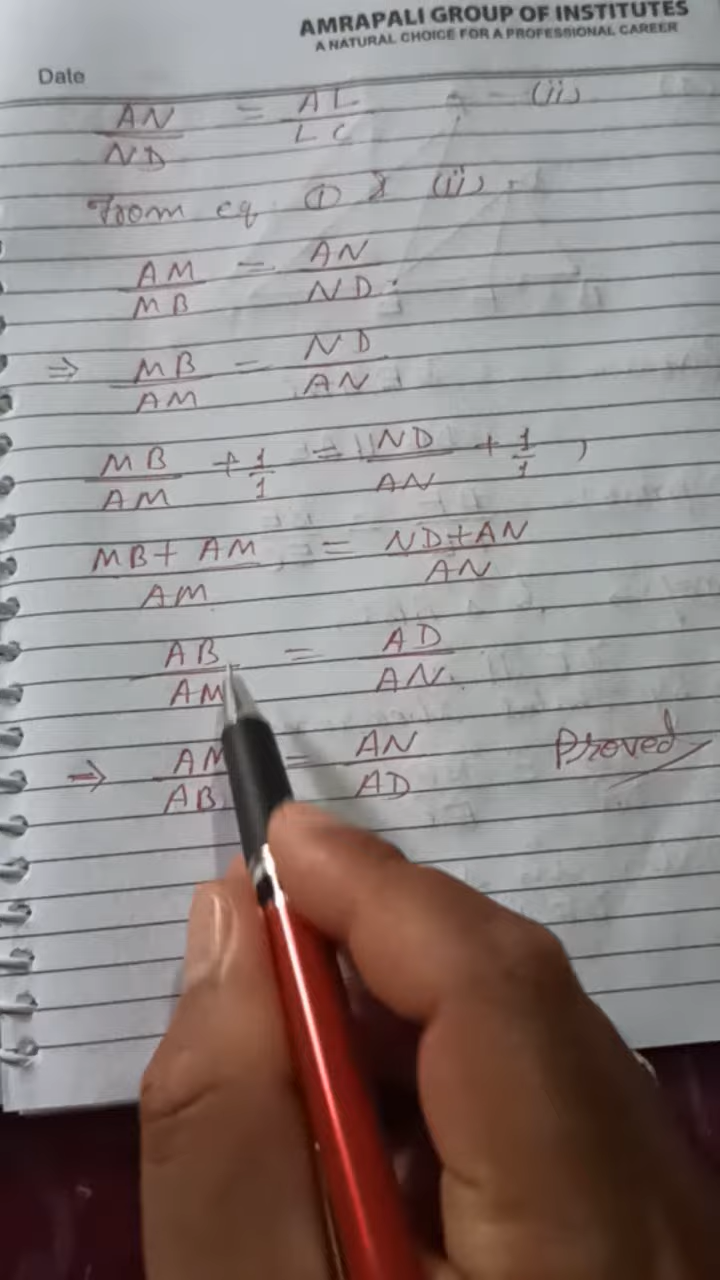 AMRAPALI GROUP OF INSTITUTES
A NATURAL CHOICE FOR A PROFESSIONAL CAREER
Date
AN/ND = AL/LC - (ii)
From eq. (1) & (ii).
AM/MB = AN/ND.
⇒ MB/AM = ND/AN
MB/AM + 1/1 = ND/AN + 1/1,
MB+AM/AM = ND+AN/AN
AB/AM = AD/AN.
⇒ AM/AB = AN/AD Proved